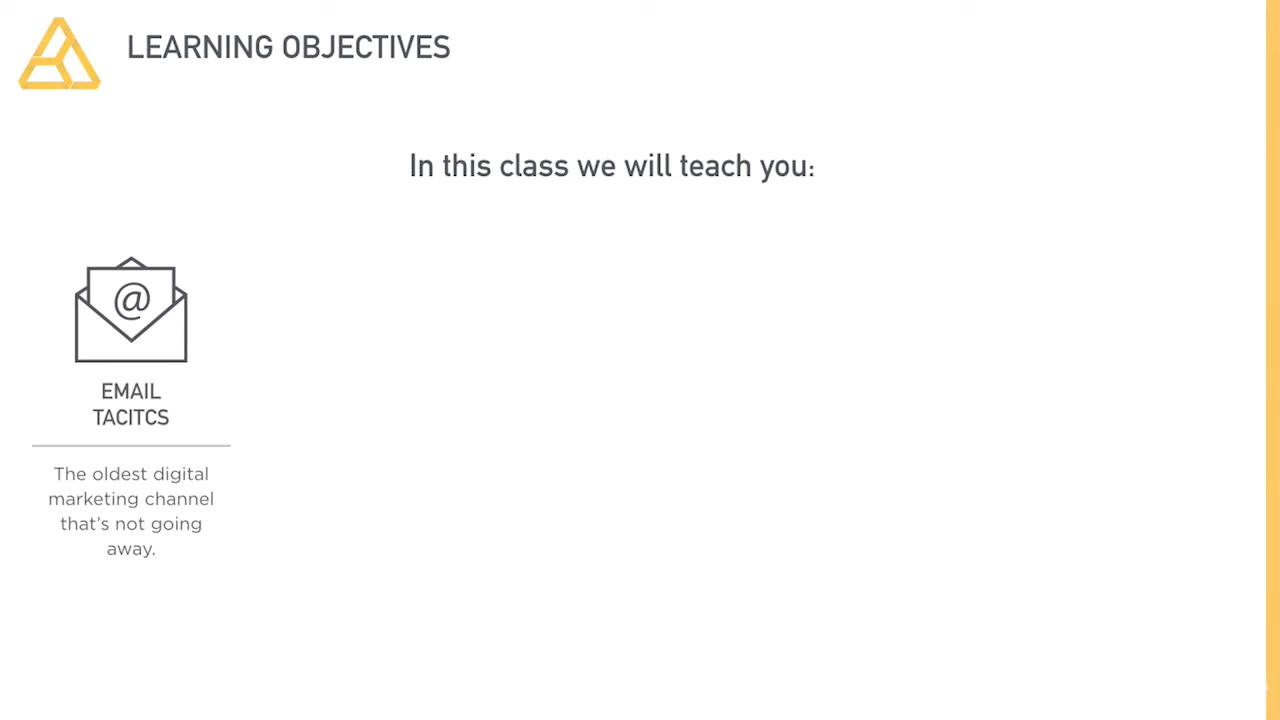 LEARNING OBJECTIVES
In this class we will teach you:
@
EMAIL
TACITCS
The oldest digital
marketing channel
that's not going
away.